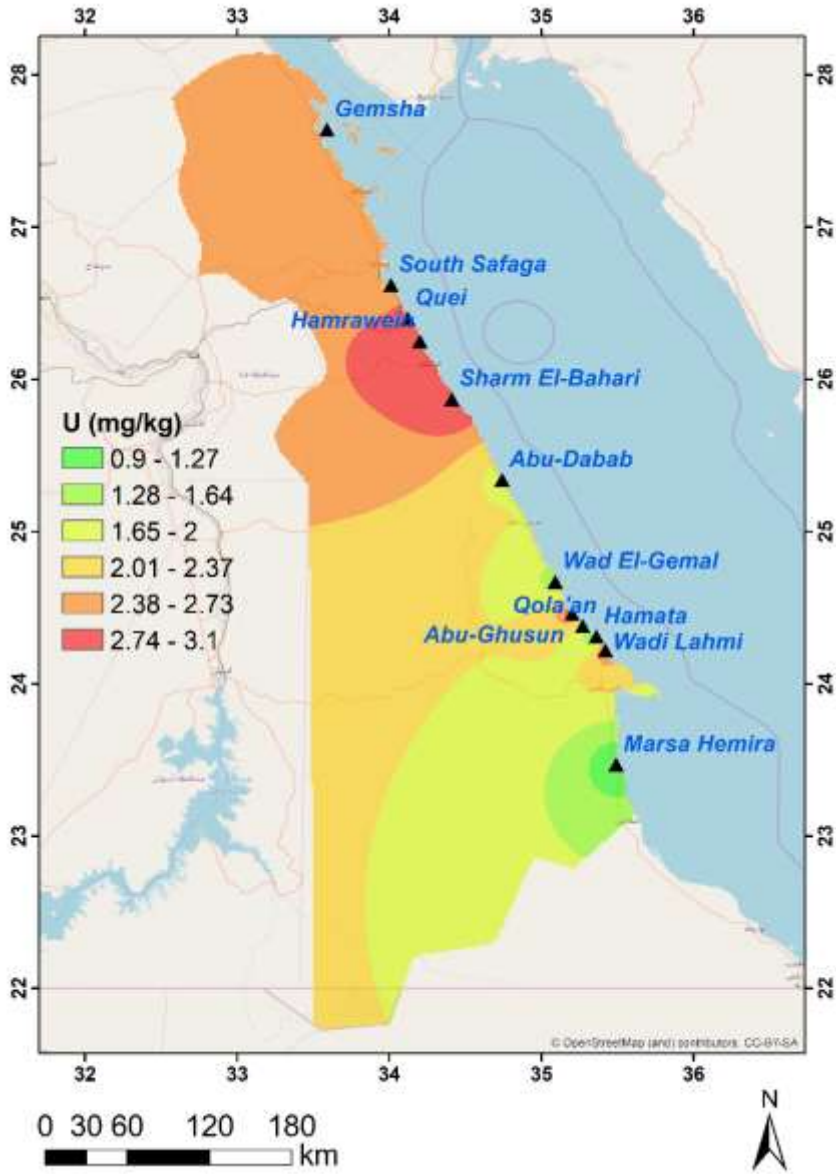 32 33 34 35 36
28
27
26
25
24
23
22
28
27
26
25
24
23
22
Gemsha
South Safaga
Quei
Hamrawein
Sharm El-Bahari
Abu-Dabab
Wad El-Gemal
Qola'an
Hamata
Abu-Ghusun
Wadi Lahmi
Marsa Hemira
U (mg/kg)
0.9 - 1.27
1.28 - 1.64
1.65 - 2
2.01 - 2.37
2.38 - 2.73
2.74 - 3.1
© OpenStreetMap (and) contributors, CC-BY-SA
32 33 34 35 36
0 30 60 120 180
km
N